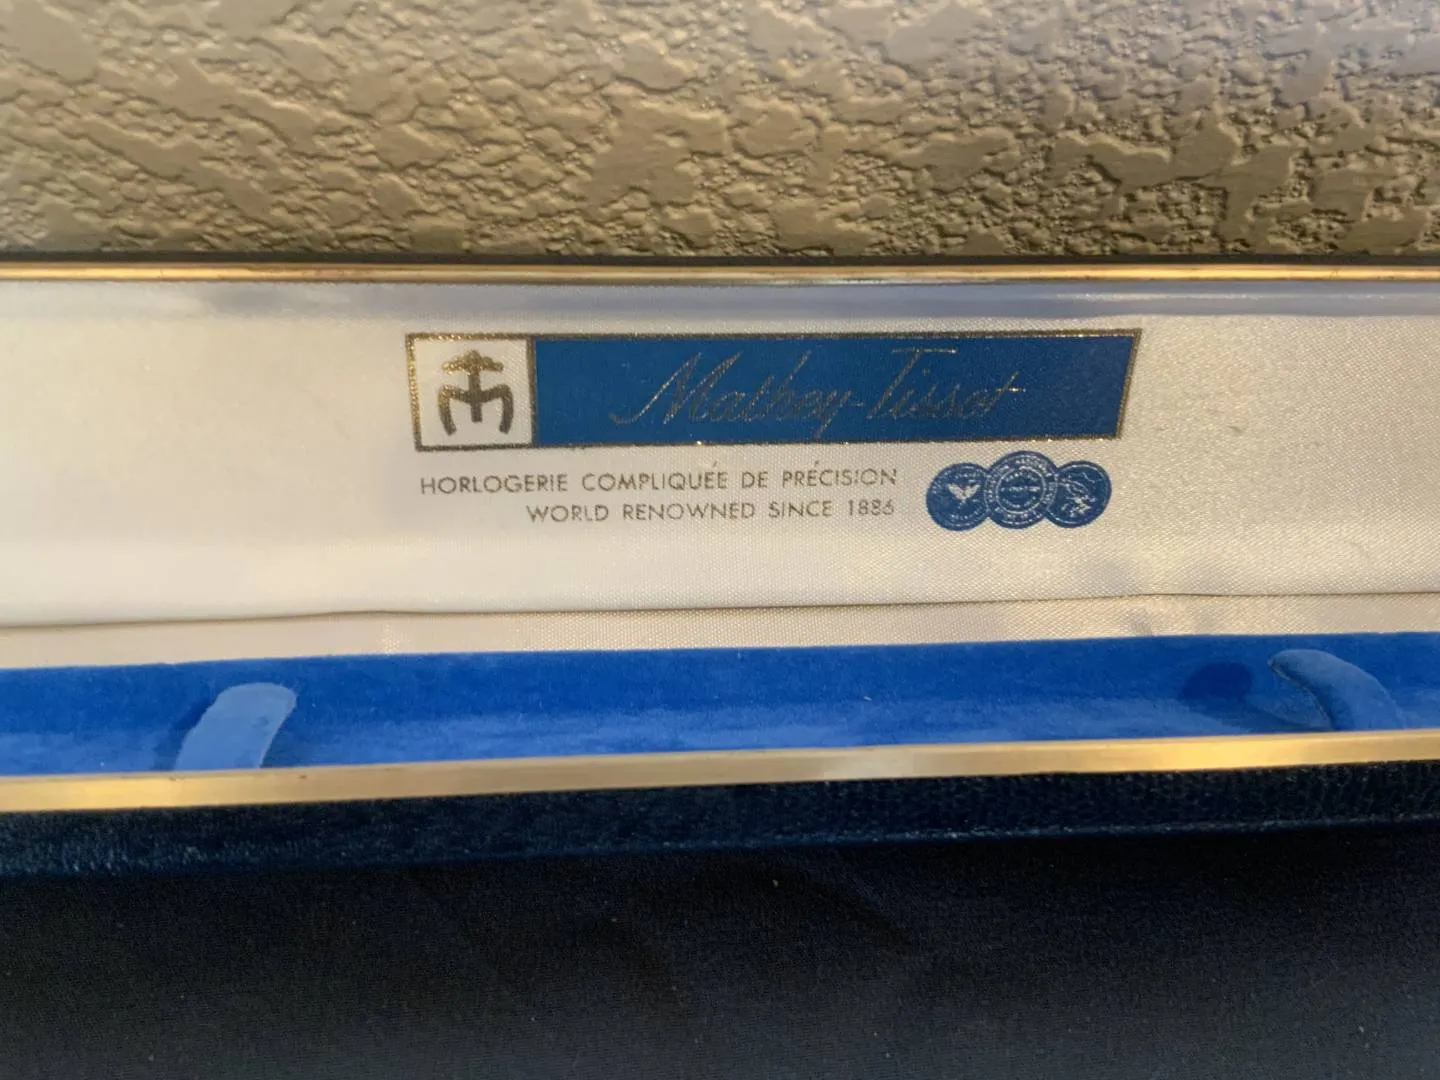 Mathey-Tissot
HORLOGERIE COMPLIQUÉE DE PRÉCISION
WORLD RENOWNED SINCE 1886